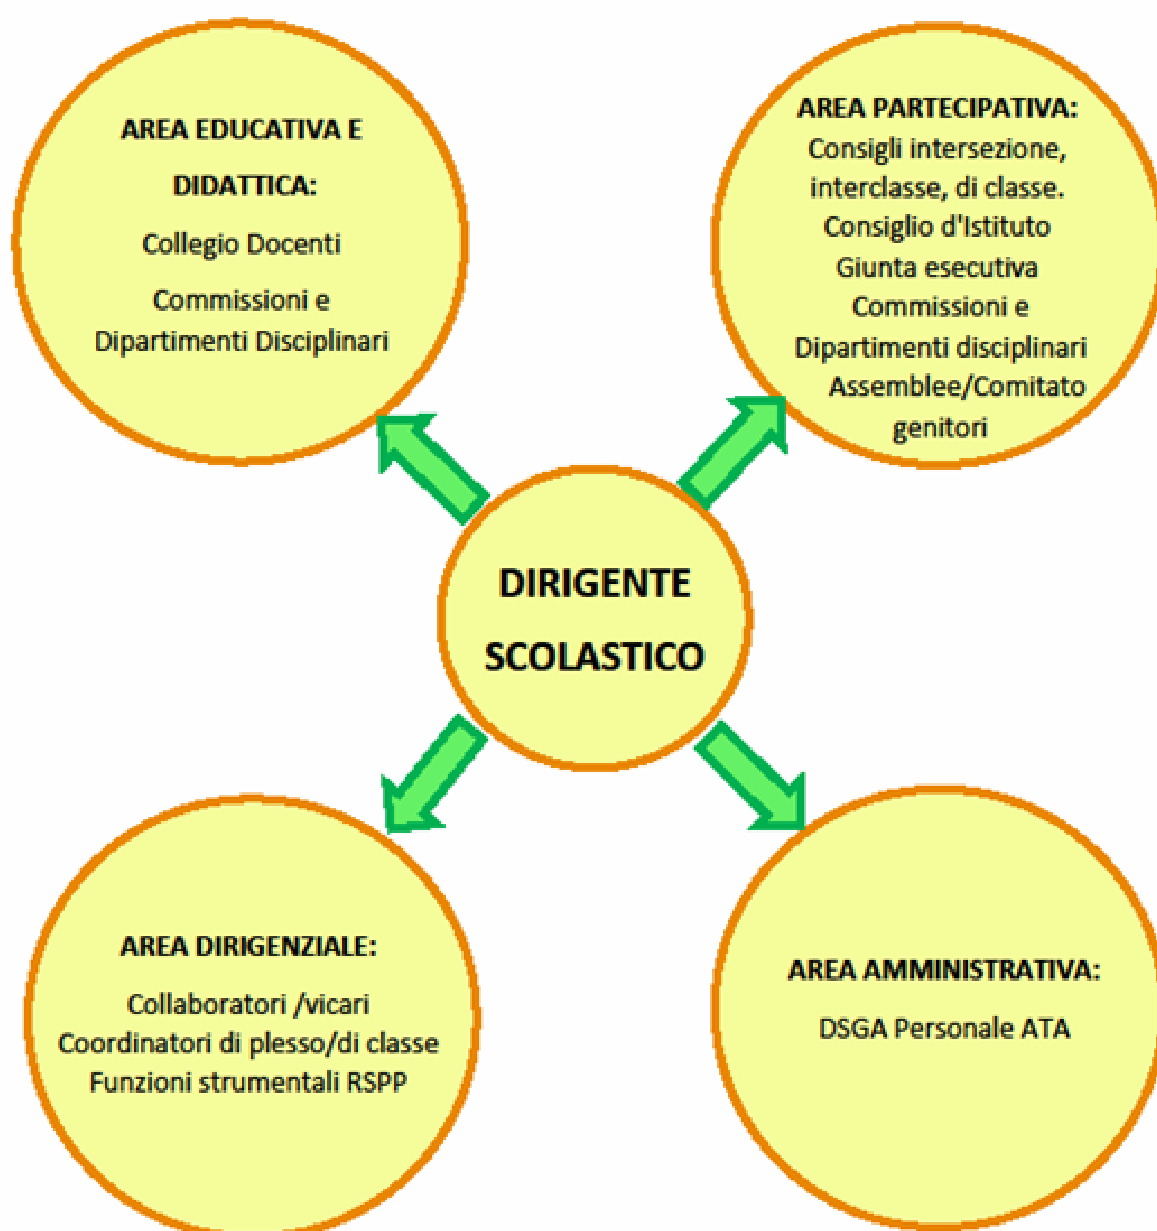 AREA EDUCATIVA E
DIDATTICA:
Collegio Docenti
Commissioni e
Dipartimenti Disciplinari
AREA PARTECIPATIVA:
Consigli intersezione,
interclasse, di classe.
Consiglio d'Istituto
Giunta esecutiva
Commissioni e
Dipartimenti disciplinari
Assemblee/Comitato
genitori
DIRIGENTE
SCOLASTICO
AREA DIRIGENZIALE:
Collaboratori /vicari
Coordinatori di plesso/di classe
Funzioni strumentali RSPP
AREA AMMINISTRATIVA:
DSGA Personale ATA